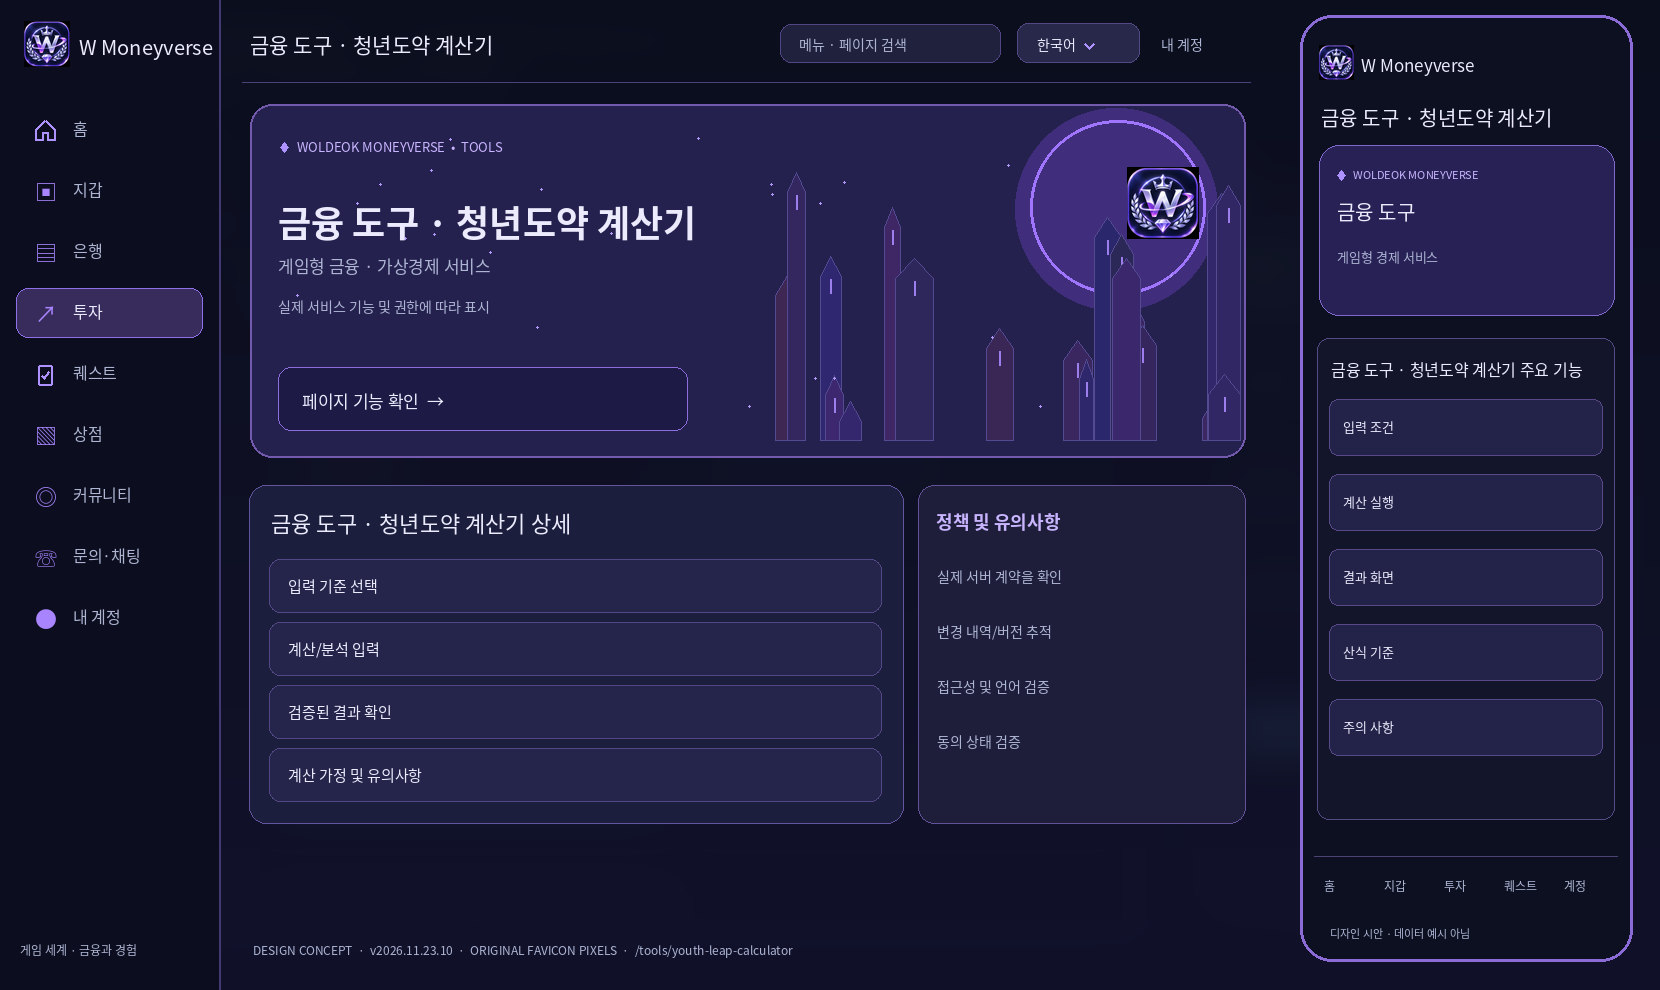 W Moneyverse
홈
지갑
은행
투자
퀘스트
상점
커뮤니티
문의·채팅
내 계정
게임 세계 · 금융과 경험
금융 도구 · 청년도약 계산기
메뉴 · 페이지 검색
한국어
내 계정
WOLDEOK MONEYVERSE • TOOLS
금융 도구 · 청년도약 계산기
게임형 금융 · 가상경제 서비스
실제 서비스 기능 및 권한에 따라 표시
페이지 기능 확인 →
금융 도구 · 청년도약 계산기 상세
입력 기준 선택
계산/분석 입력
검증된 결과 확인
계산 가정 및 유의사항
정책 및 유의사항
실제 서버 계약을 확인
변경 내역/버전 추적
접근성 및 언어 검증
동의 상태 검증
DESIGN CONCEPT · v2026.11.23.10 · ORIGINAL FAVICON PIXELS · /tools/youth-leap-calculator
W Moneyverse
금융 도구 · 청년도약 계산기
WOLDEOK MONEYVERSE
금융 도구
게임형 경제 서비스
금융 도구 · 청년도약 계산기 주요 기능
입력 조건
계산 실행
결과 화면
산식 기준
주의 사항
홈 지갑 투자 퀘스트 계정
디자인 시안 · 데이터 예시 아님